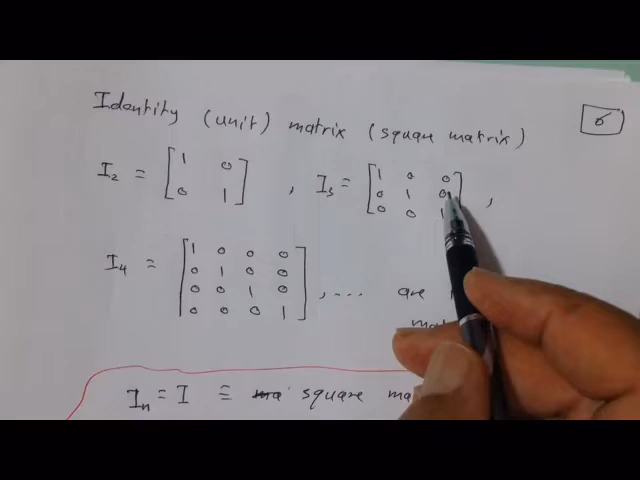 Identity (unit) matrix (square matrix)
6
I₂ = [1 0
0 1] , I₃ = [1 0 0
0 1 0
0 0 1] ,
I₄ = [1 0 0 0
0 1 0 0
0 0 1 0
0 0 0 1] , .... are
In = I ≡ square